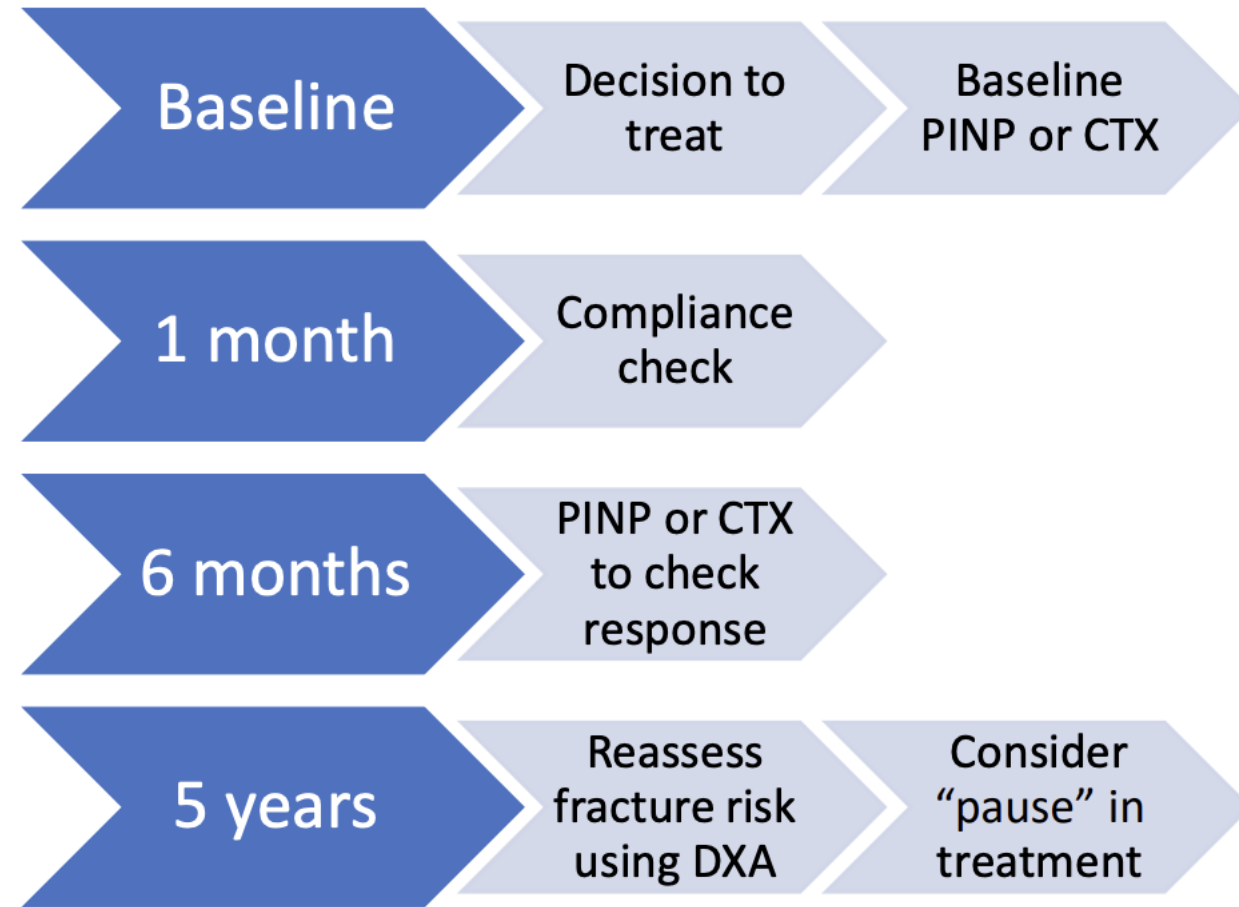 Baseline
Decision to
treat
Baseline
PINP or CTX
1 month
Compliance
check
6 months
PINP or CTX
to check
response
5 years
Reassess
fracture risk
using DXA
Consider
“pause” in
treatment